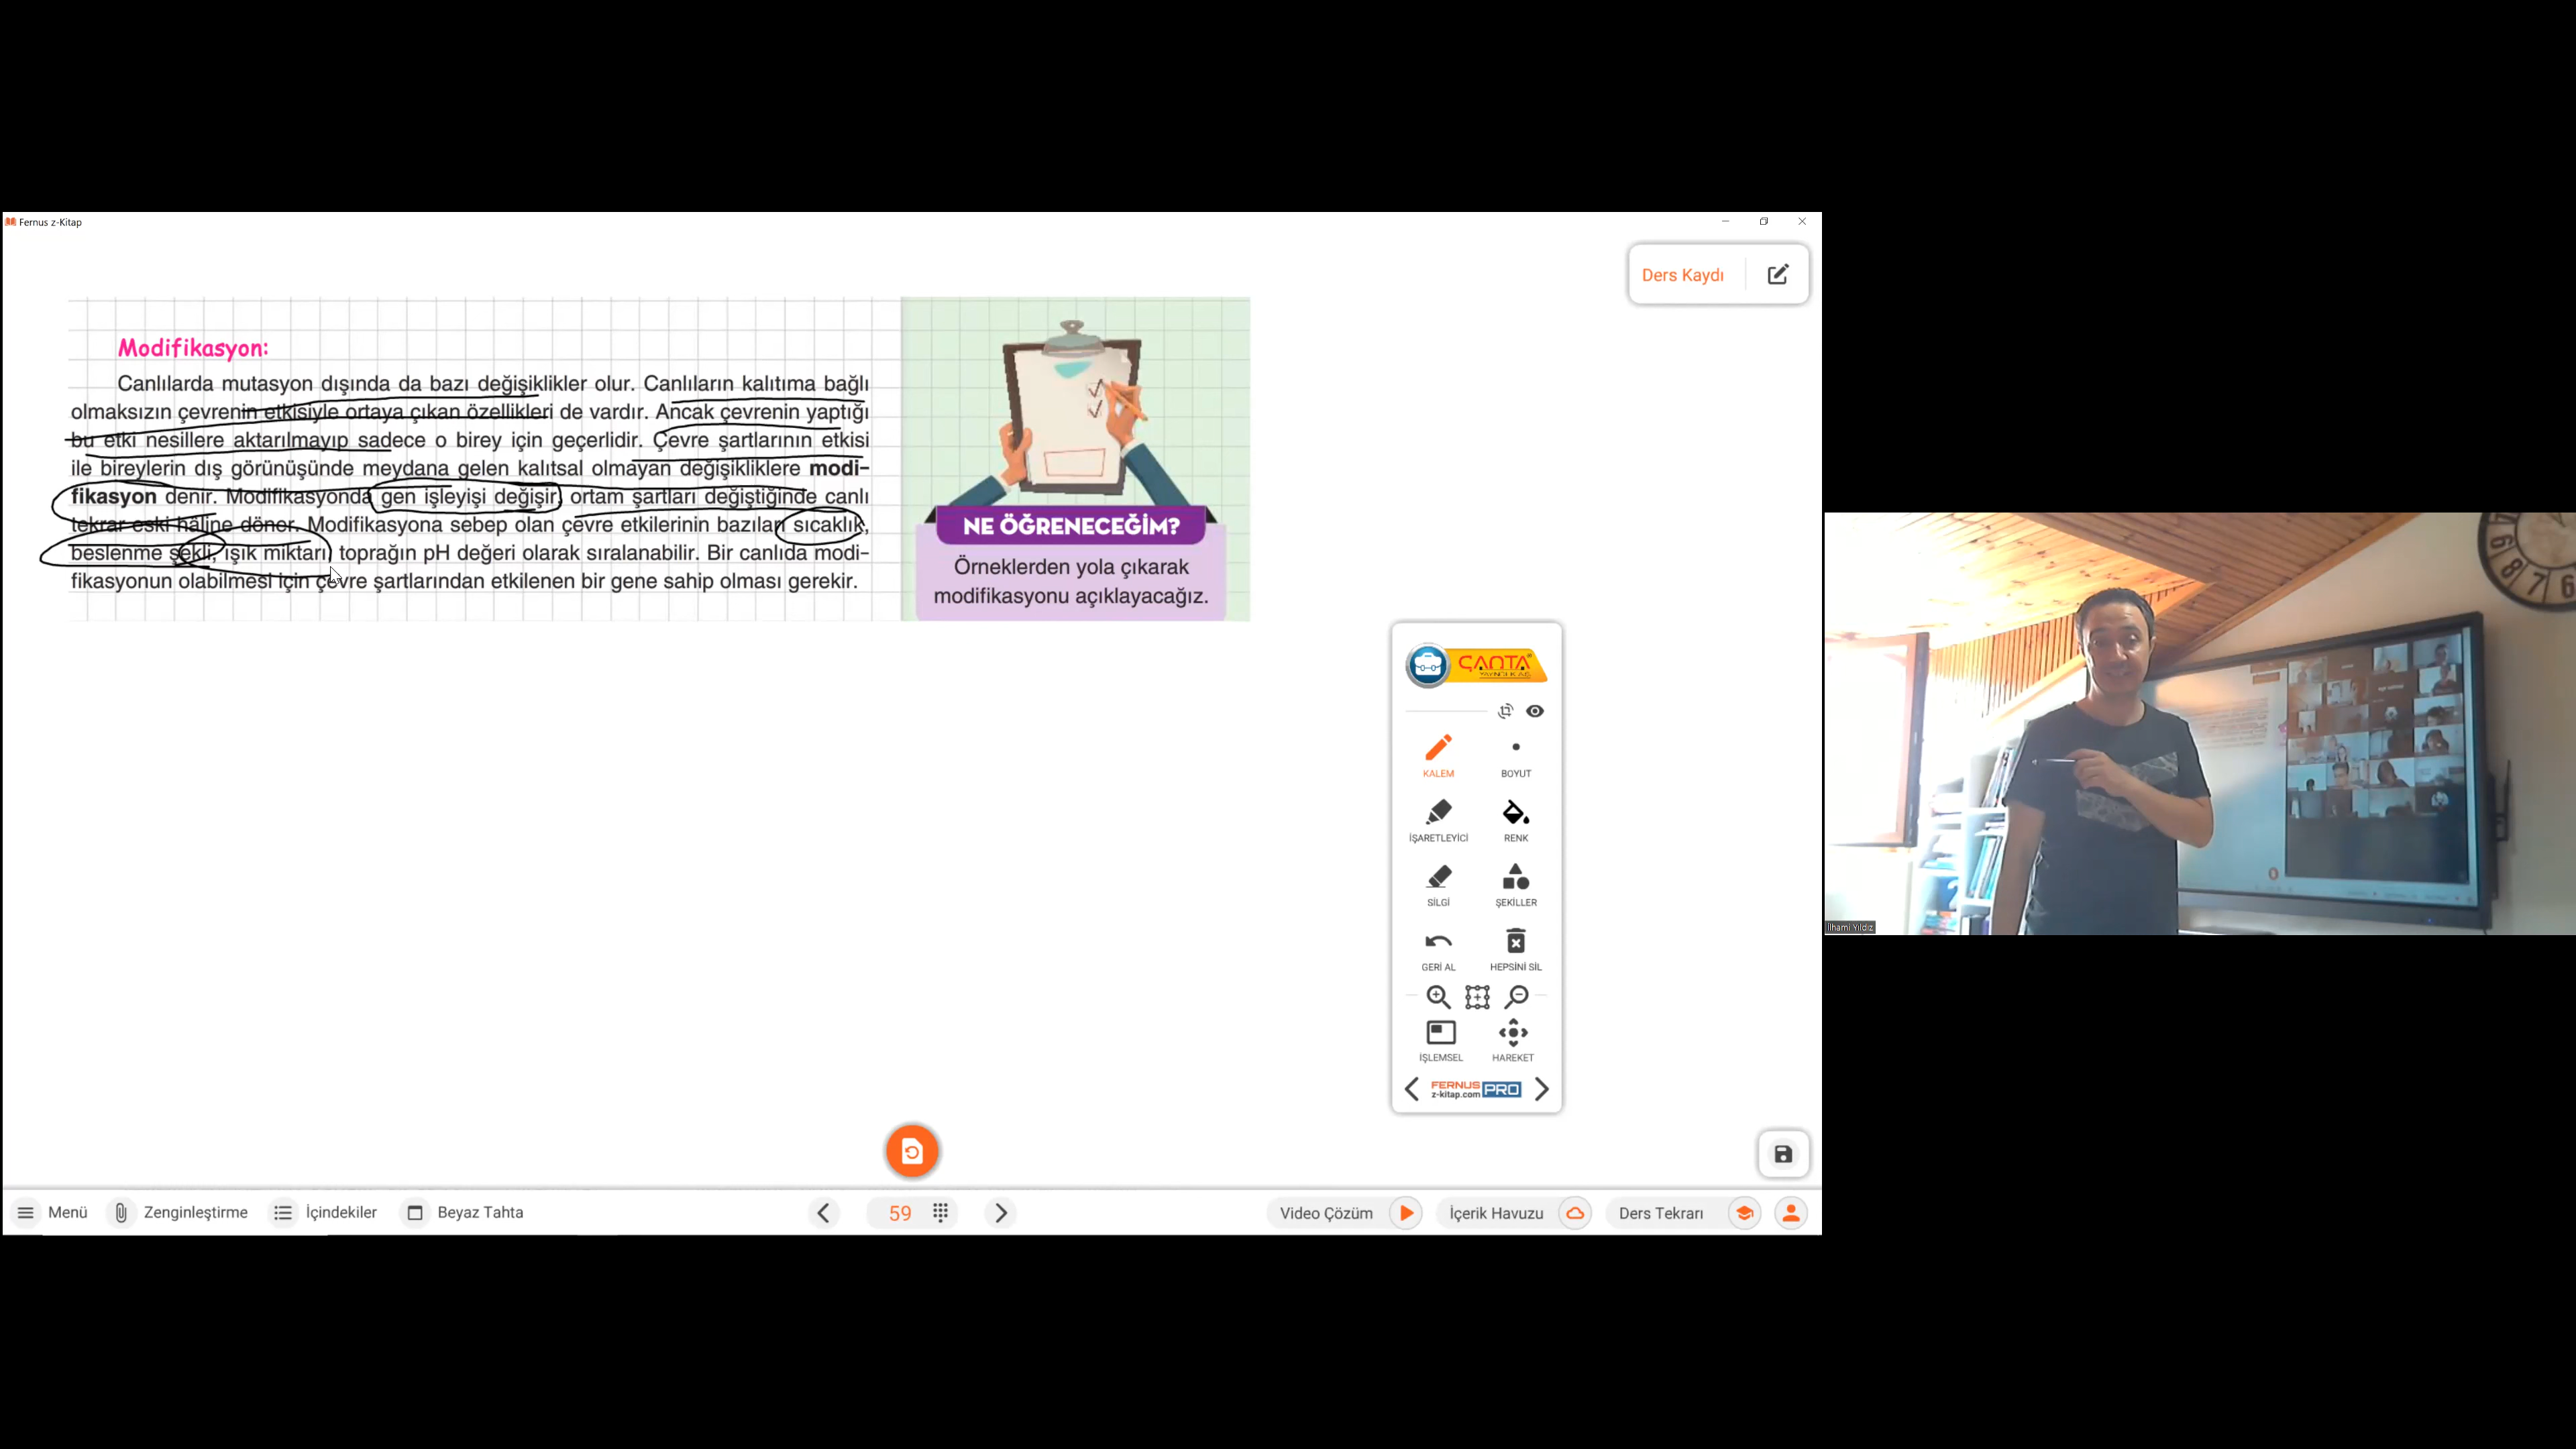 Fernus z-Kitap
Ders Kaydı
Modifikasyon:
Canlılarda mutasyon dışında da bazı değişiklikler olur. Canlıların kalıtıma bağlı
olmaksızın çevrenin etkisiyle ortaya çıkan özellikleri de vardır. Ancak çevrenin yaptığı
bu etki nesillere aktarılmayıp sadece o birey için geçerlidir. Çevre şartlarının etkisi
ile bireylerin dış görünüşünde meydana gelen kalıtsal olmayan değişikliklere modi-
fikasyon denir. Modifikasyonda gen işleyişi değişir, ortam şartları değiştiğinde canlı
tekrar eski hâline döner. Modifikasyona sebep olan çevre etkilerinin bazıları sıcaklık,
beslenme şekli, ışık miktarı, toprağın pH değeri olarak sıralanabilir. Bir canlıda modi-
fikasyonun olabilmesi için çevre şartlarından etkilenen bir gene sahip olması gerekir.
NE ÖĞRENECEĞİM?
Örneklerden yola çıkarak
modifikasyonu açıklayacağız.
ÇANTA
YAYINCILIK A.Ş.
KALEM
BOYUT
İŞARETLEYİCİ
RENK
SİLGİ
ŞEKİLLER
GERİ AL
HEPSİNİ SİL
İŞLEMSEL
HAREKET
FERNUS
z-kitap.com PRO
Menü
Zenginleştirme
İçindekiler
Beyaz Tahta
59
Video Çözüm
İçerik Havuzu
Ders Tekrarı
İlhami Yıldız
9
8
7
6